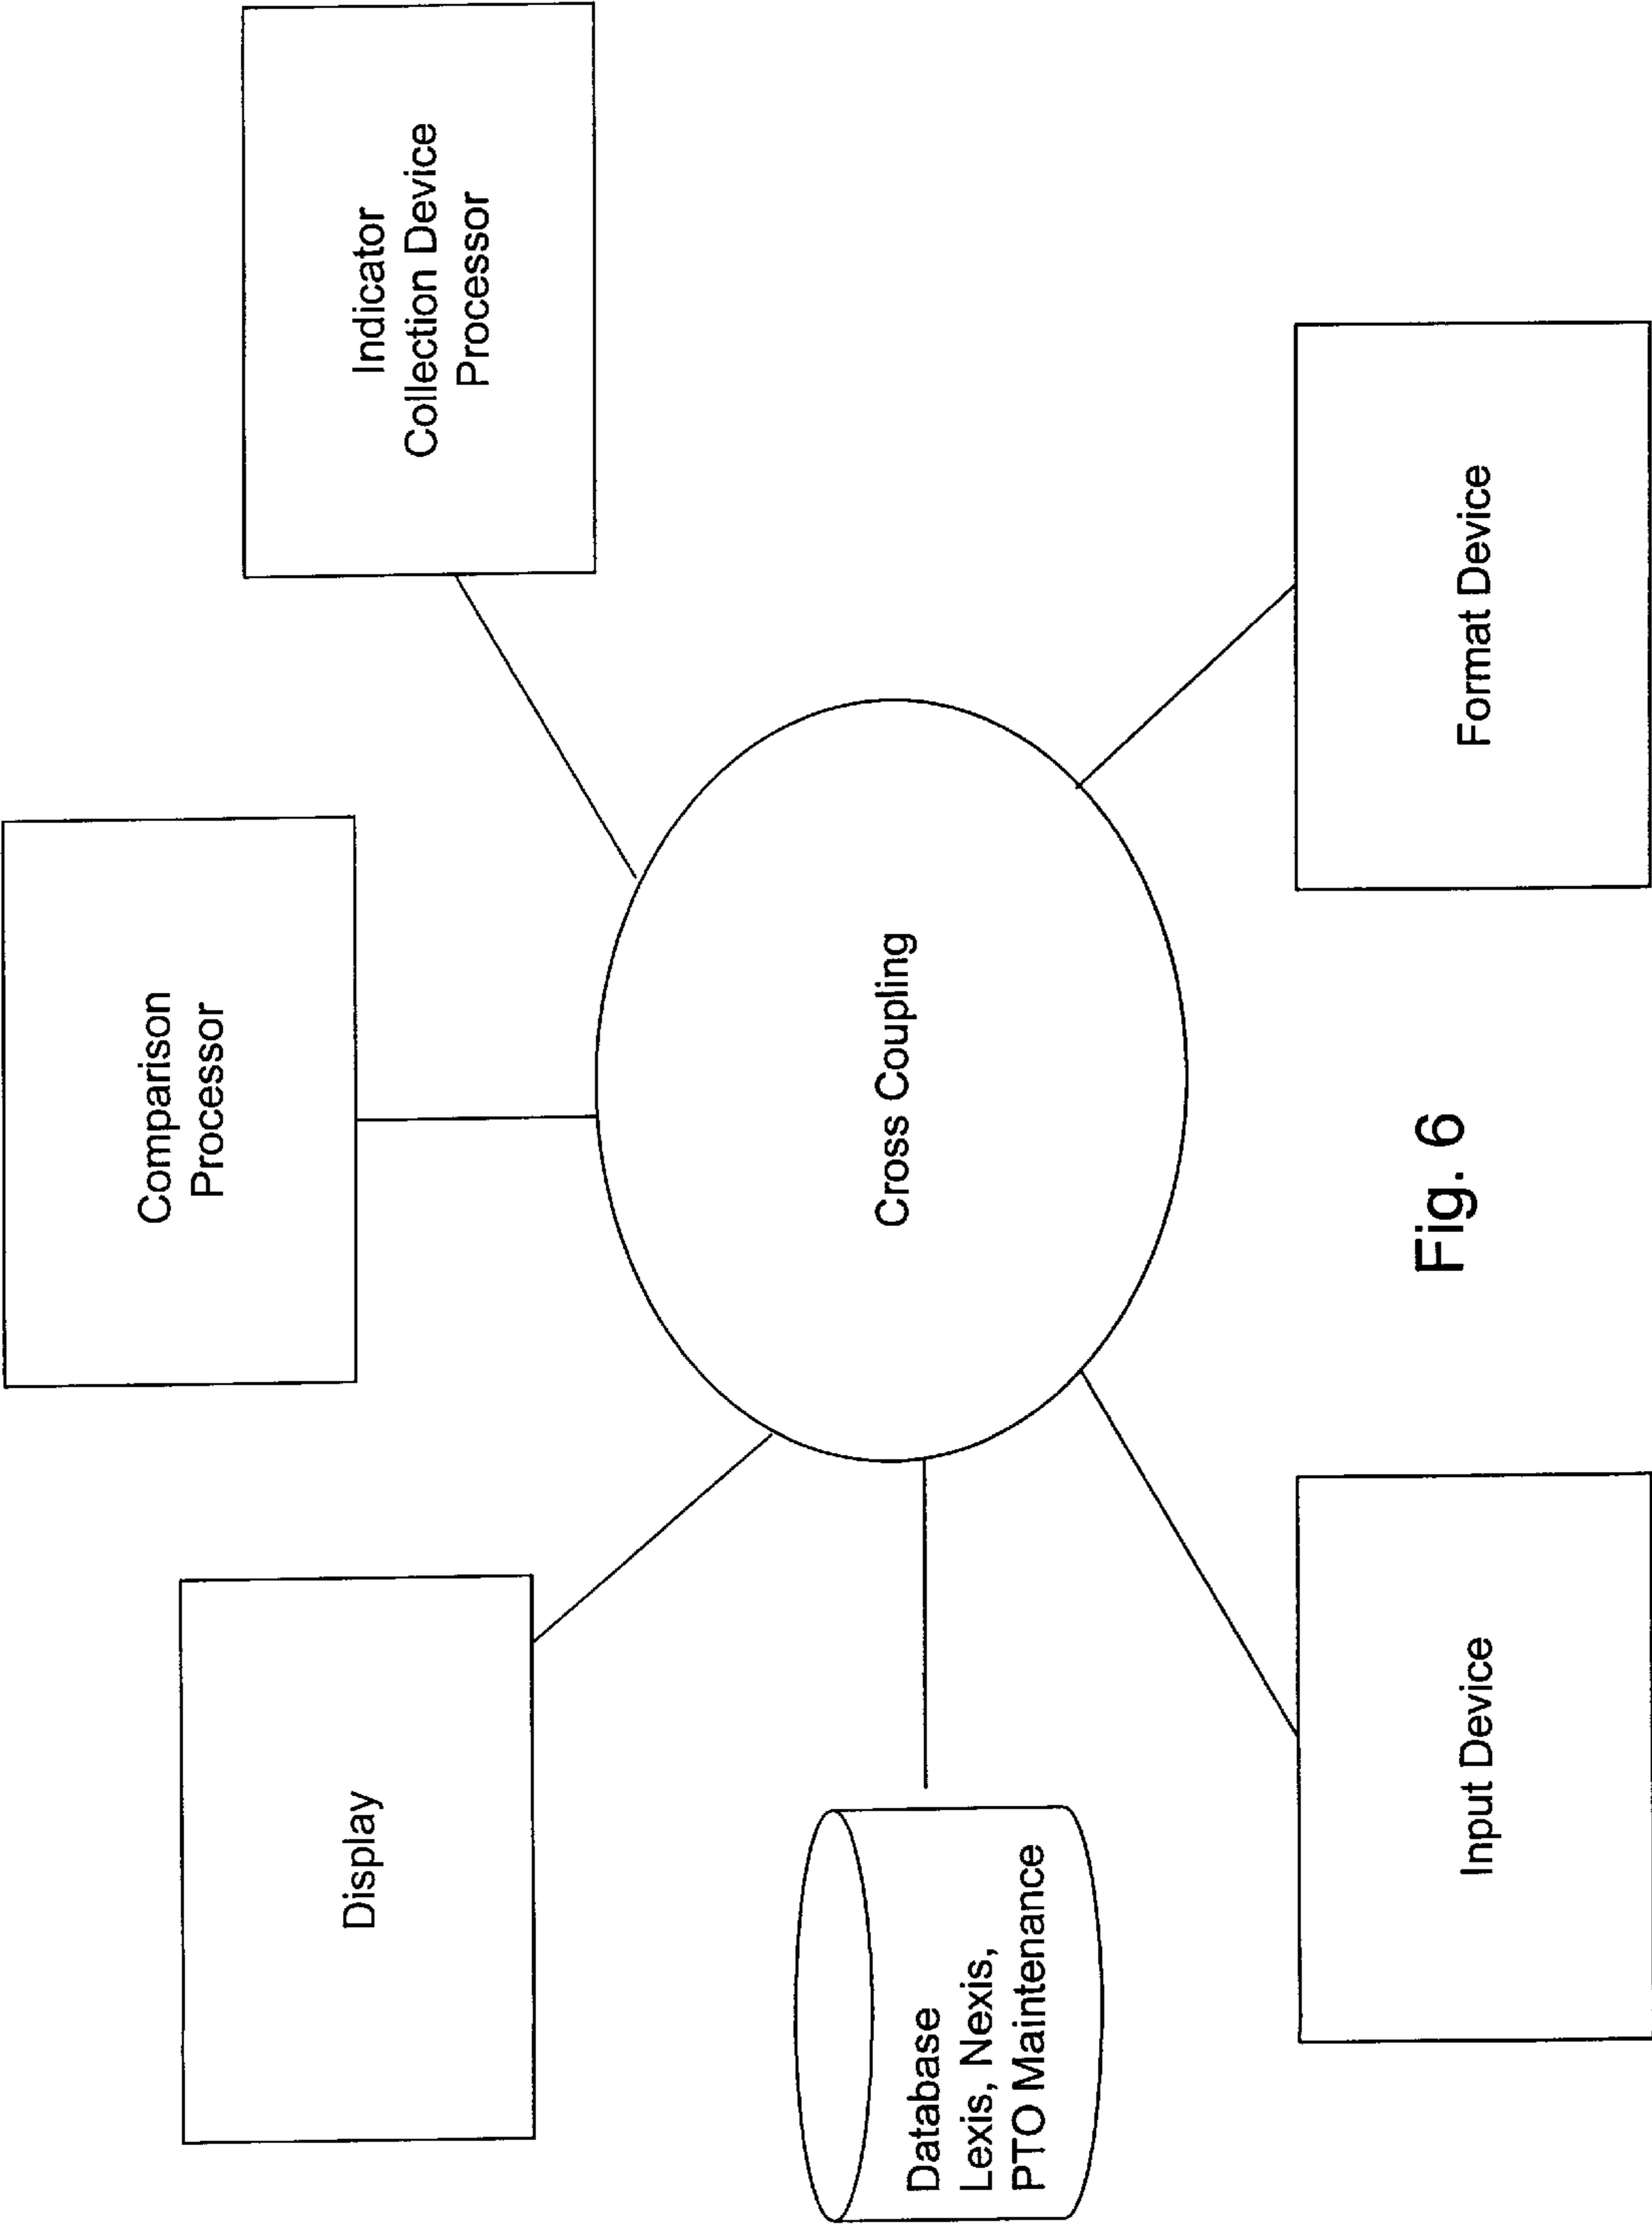 Display
Comparison
Processor
Indicator
Collection Device
Processor
Database
Lexis, Nexis,
PTO Maintenance
Cross Coupling
Input Device
Format Device
Fig. 6